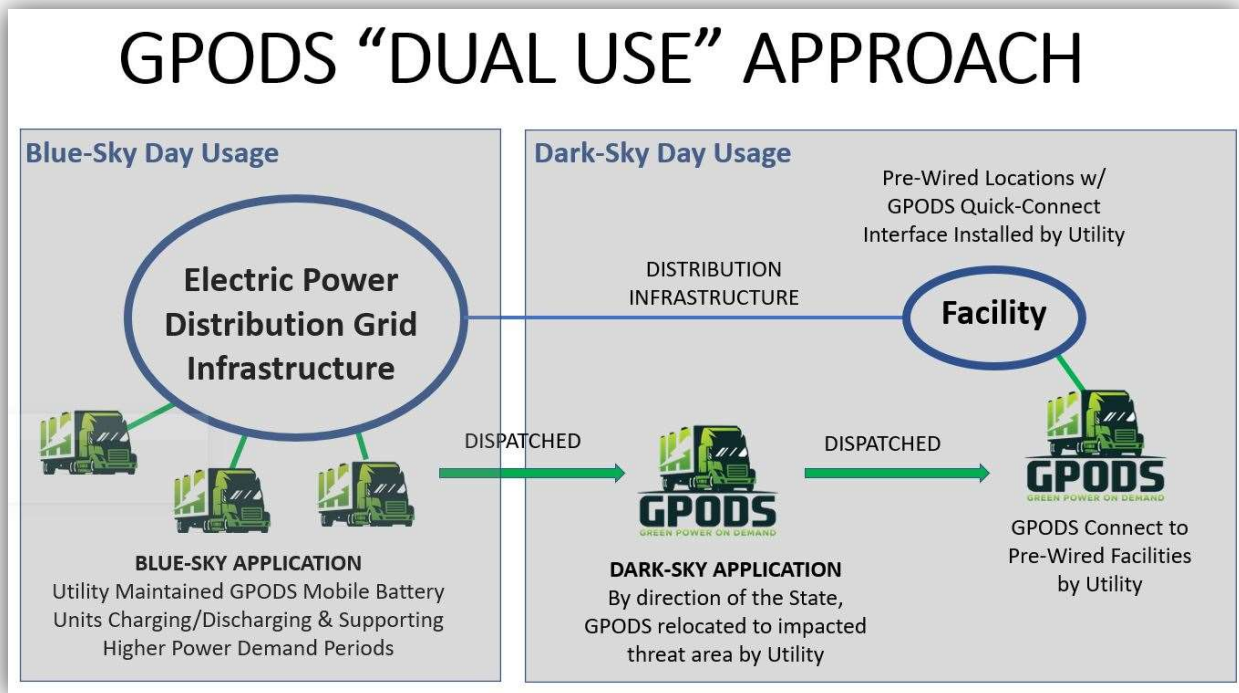 GPODS “DUAL USE” APPROACH
Blue-Sky Day Usage
Electric Power
Distribution Grid
Infrastructure
BLUE-SKY APPLICATION
Utility Maintained GPODS Mobile Battery
Units Charging/Discharging & Supporting
Higher Power Demand Periods
DISPATCHED
Dark-Sky Day Usage
Pre-Wired Locations w/
GPODS Quick-Connect
Interface Installed by Utility
DISTRIBUTION
INFRASTRUCTURE
Facility
GPODS
GREEN POWER ON DEMAND
DARK-SKY APPLICATION
By direction of the State,
GPODS relocated to impacted
threat area by Utility
DISPATCHED
GPODS
GREEN POWER ON DEMAND
GPODS Connect to
Pre-Wired Facilities
by Utility